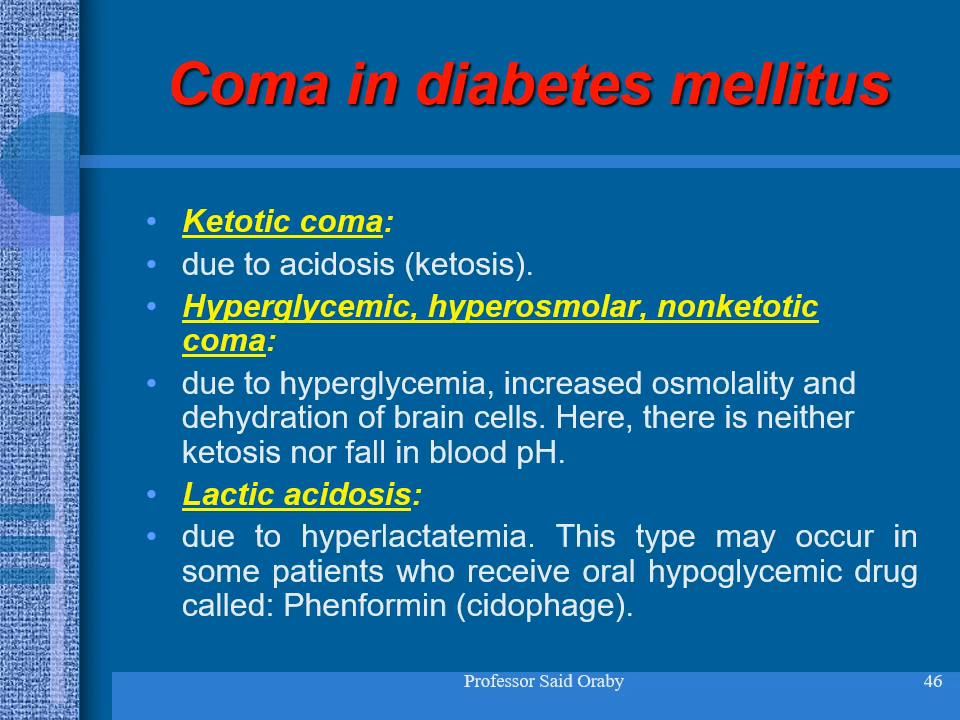 Coma in diabetes mellitus
• Ketotic coma:
• due to acidosis (ketosis).
• Hyperglycemic, hyperosmolar, nonketotic
coma:
• due to hyperglycemia, increased osmolality and
dehydration of brain cells. Here, there is neither
ketosis nor fall in blood pH.
• Lactic acidosis:
• due to hyperlactatemia. This type may occur in
some patients who receive oral hypoglycemic drug
called: Phenformin (cidophage).
Professor Said Oraby 46